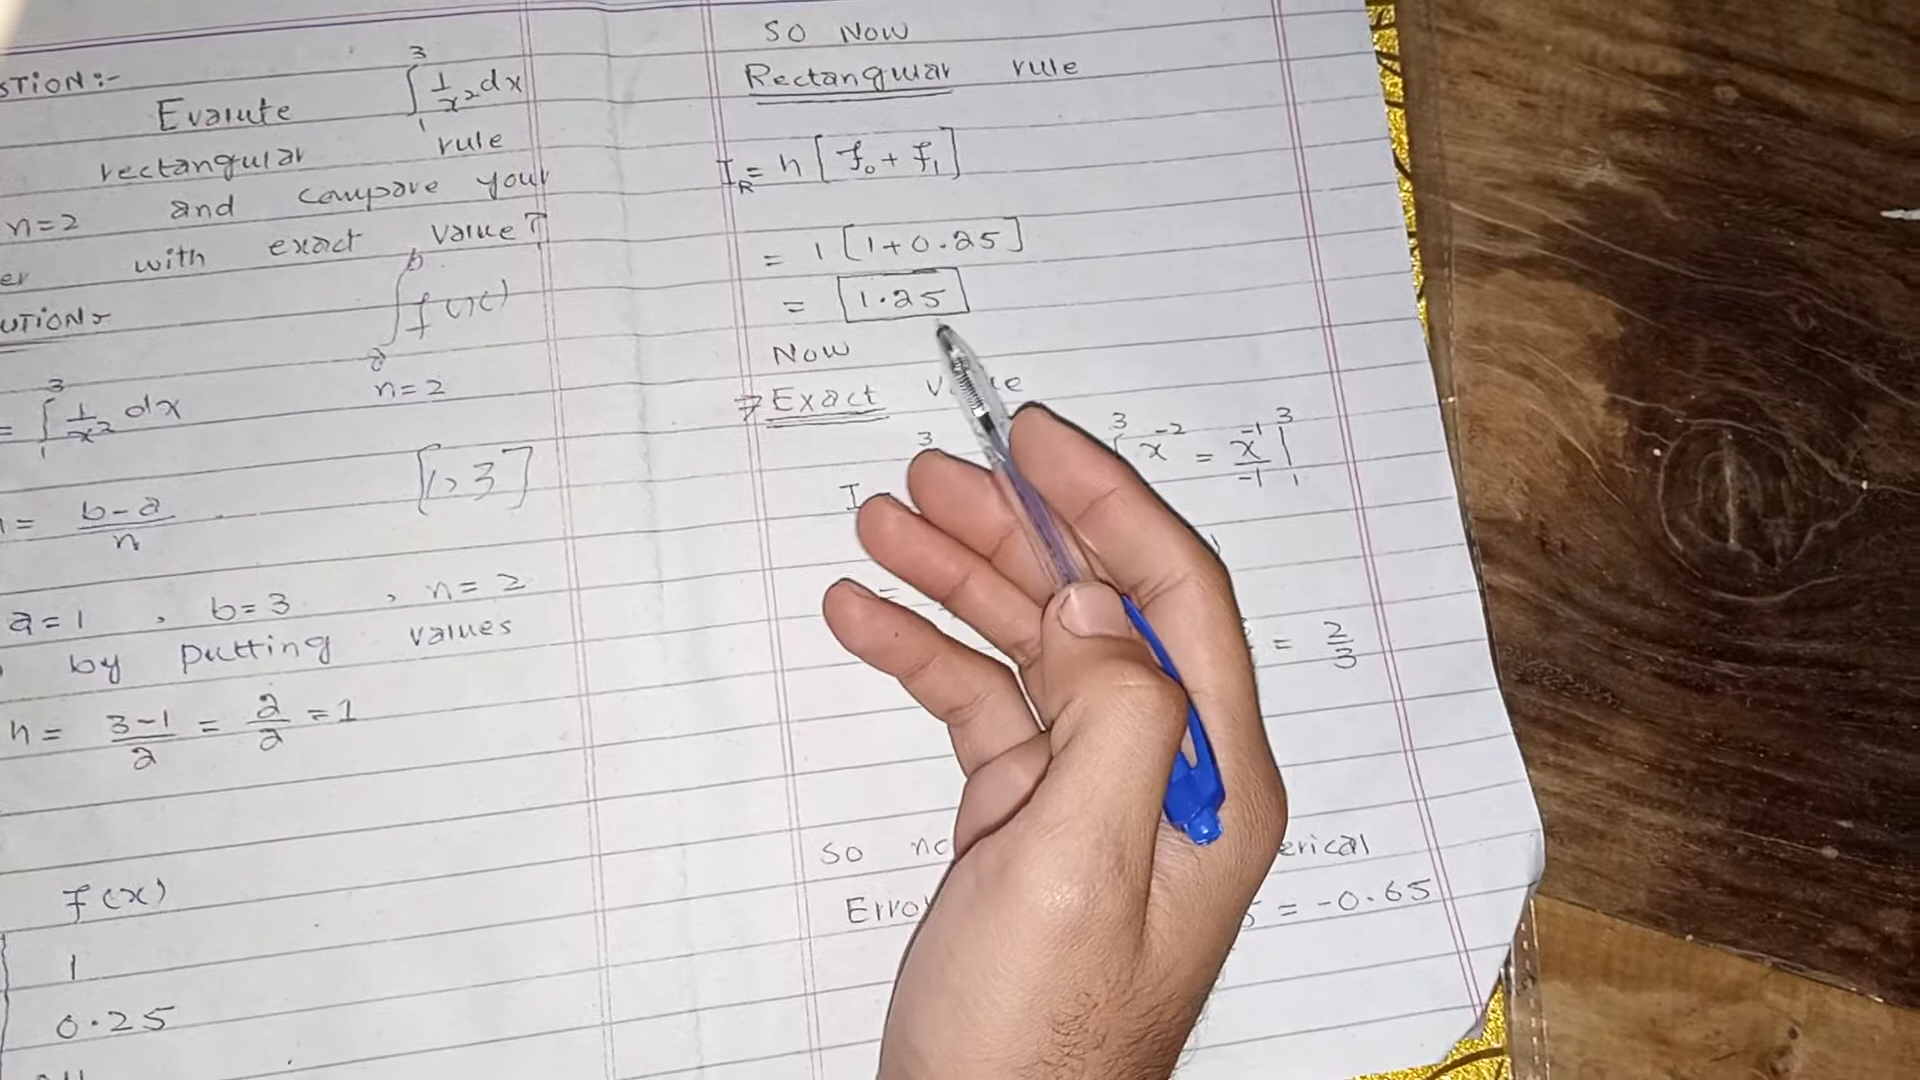 STION:-
Evalute ∫₁³ 1/x² dx
rectangular rule
n=2 and compare your
er with exact value?
UTION:-
∫ₐᵇ f(x)
n=2
= ∫₁³ 1/x² dx
[1,3]
= b-a/n
a=1 , b=3 , n=2
by putting values
h= 3-1/2 = 2/2 =1
f(x)
1
0.25
So Now
Rectangular rule
I_R = h[f₀ + f₁]
= 1[1+0.25]
= 1.25
Now
⇒ Exact
3
I
∫₁³ x⁻² = x⁻¹/-1 |₁³
=
= 2/3
So erical
Erro
= -0.65